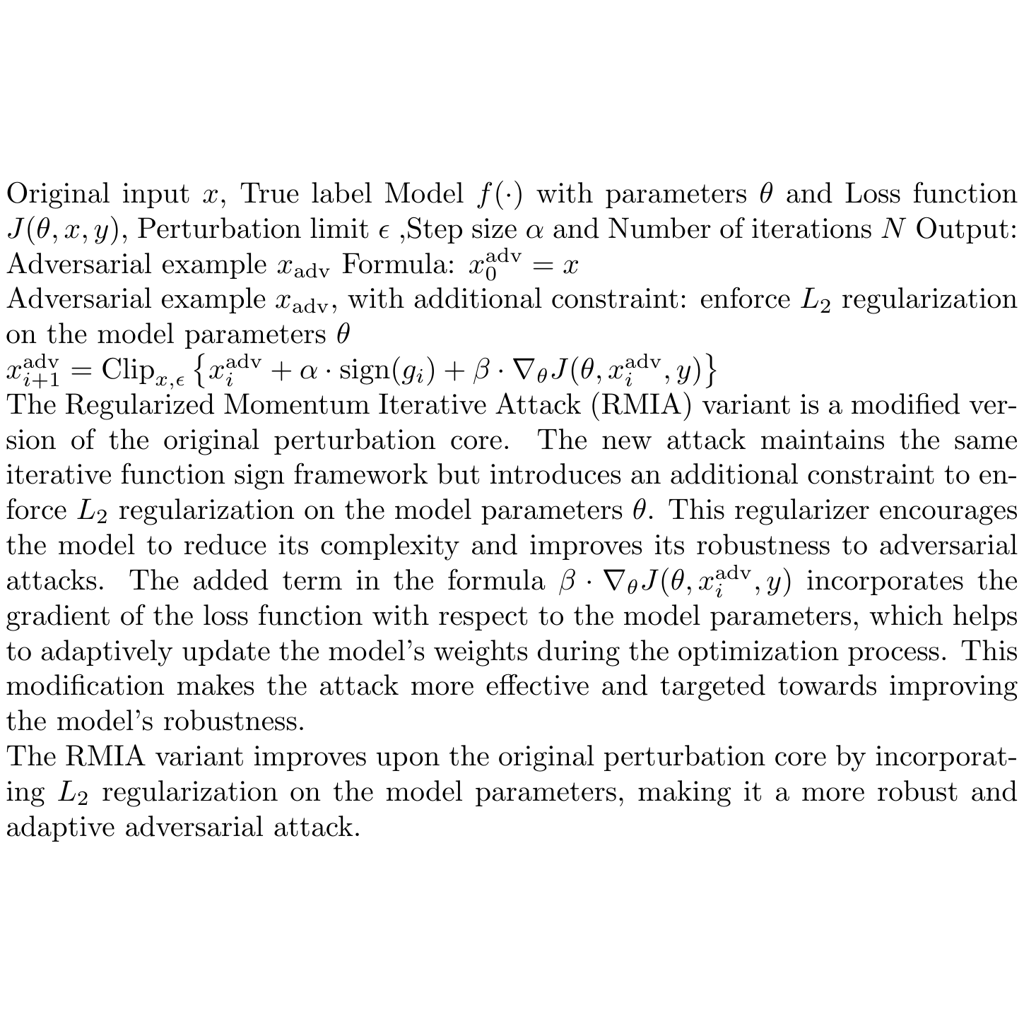 Original input $x$, True label Model $f(\cdot)$ with parameters $\theta$ and Loss function
$J(\theta, x, y)$, Perturbation limit $\epsilon$ ,Step size $\alpha$ and Number of iterations $N$ Output:
Adversarial example $x_{\text{adv}}$ Formula: $x_0^{\text{adv}} = x$
Adversarial example $x_{\text{adv}}$, with additional constraint: enforce $L_2$ regularization
on the model parameters $\theta$
$x_{i+1}^{\text{adv}} = \text{Clip}_{x,\epsilon} \left\{ x_i^{\text{adv}} + \alpha \cdot \text{sign}(g_i) + \beta \cdot \nabla_\theta J(\theta, x_i^{\text{adv}}, y) \right\}$
The Regularized Momentum Iterative Attack (RMIA) variant is a modified ver-
sion of the original perturbation core. The new attack maintains the same
iterative function sign framework but introduces an additional constraint to en-
force $L_2$ regularization on the model parameters $\theta$. This regularizer encourages
the model to reduce its complexity and improves its robustness to adversarial
attacks. The added term in the formula $\beta \cdot \nabla_\theta J(\theta, x_i^{\text{adv}}, y)$ incorporates the
gradient of the loss function with respect to the model parameters, which helps
to adaptively update the model's weights during the optimization process. This
modification makes the attack more effective and targeted towards improving
the model's robustness.
The RMIA variant improves upon the original perturbation core by incorporat-
ing $L_2$ regularization on the model parameters, making it a more robust and
adaptive adversarial attack.